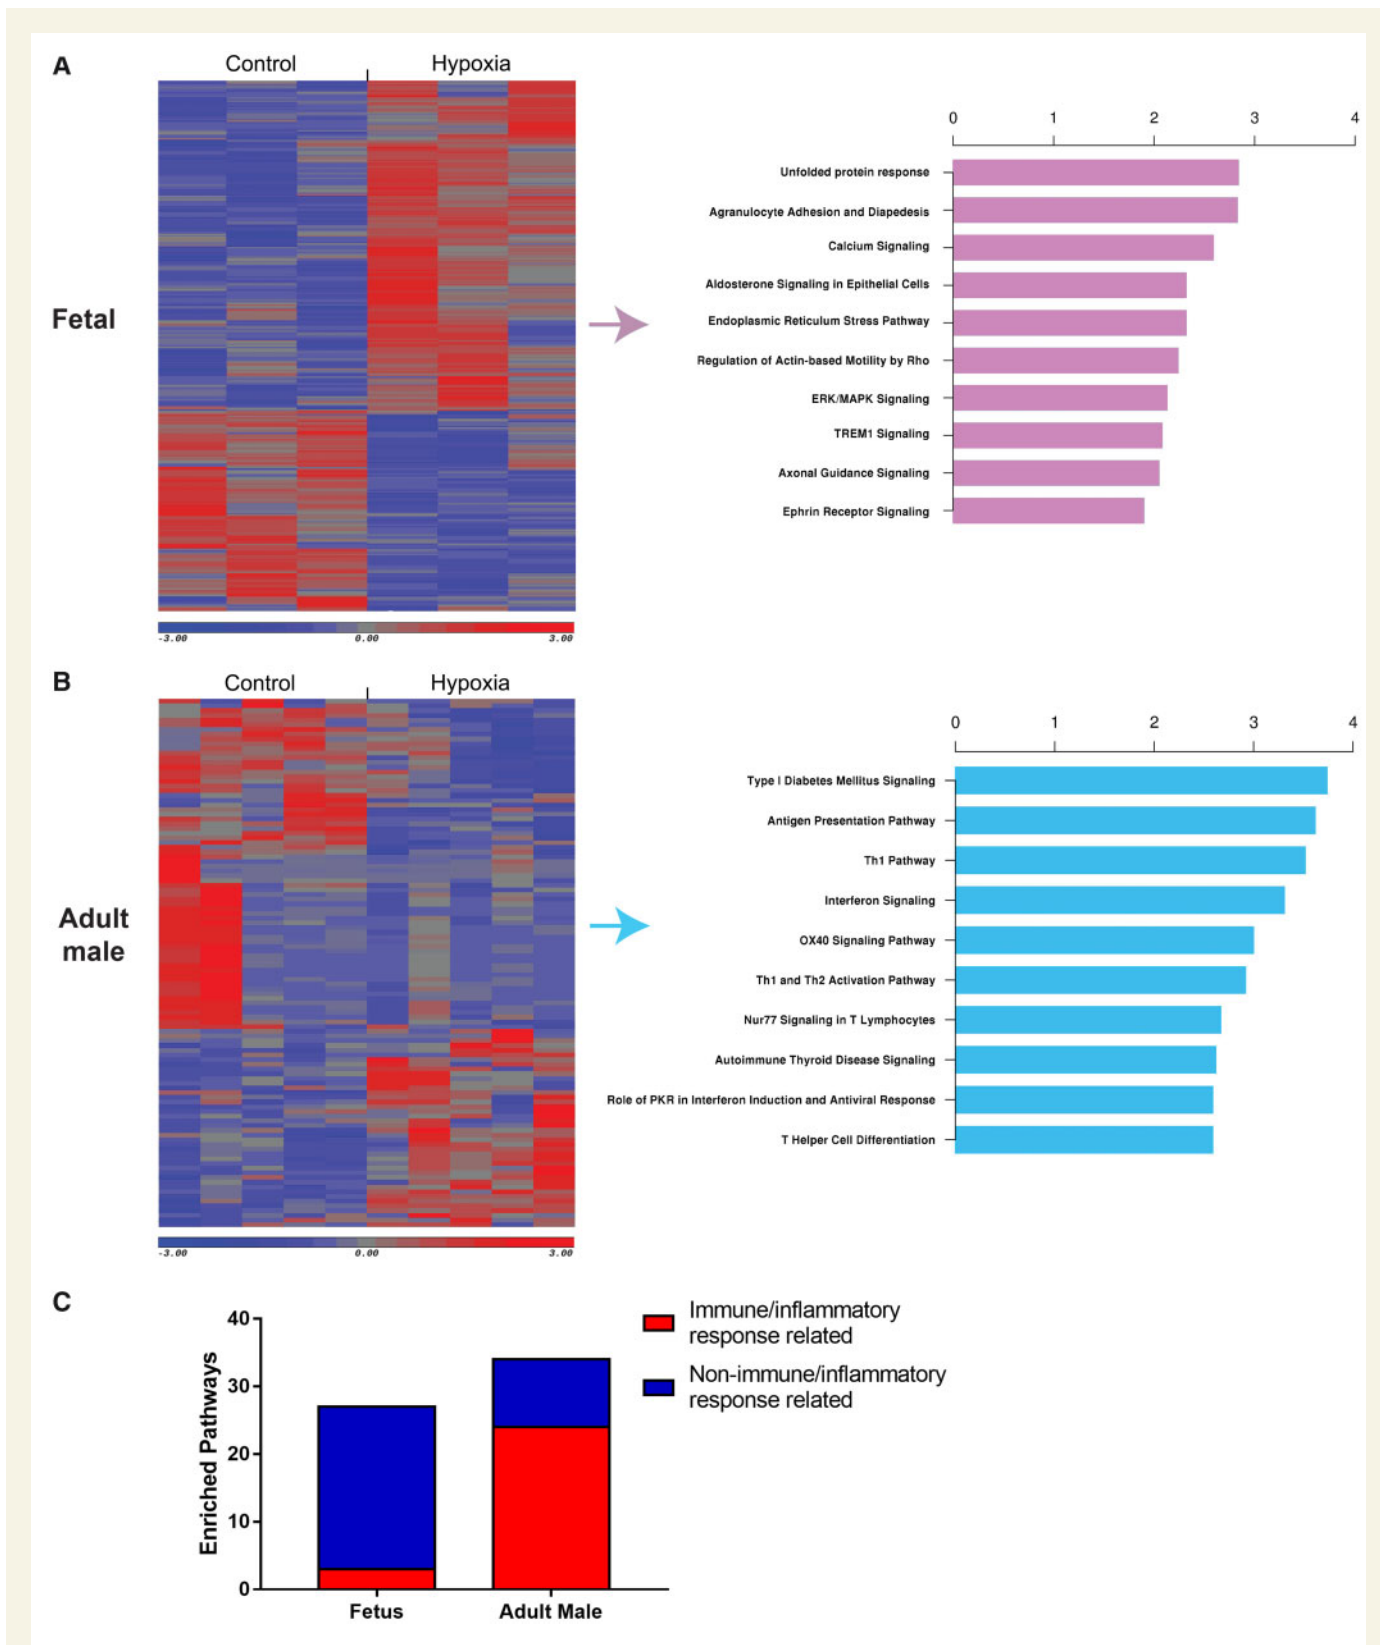 A
Control
Hypoxia
Fetal
-3.00
0.00
3.00
0
1
2
3
4
Unfolded protein response
Agranulocyte Adhesion and Diapedesis
Calcium Signaling
Aldosterone Signaling in Epithelial Cells
Endoplasmic Reticulum Stress Pathway
Regulation of Actin-based Motility by Rho
ERK/MAPK Signaling
TREM1 Signaling
Axonal Guidance Signaling
Ephrin Receptor Signaling
B
Control
Hypoxia
Adult
male
-3.00
0.00
3.00
0
1
2
3
4
Type I Diabetes Mellitus Signaling
Antigen Presentation Pathway
Th1 Pathway
Interferon Signaling
OX40 Signaling Pathway
Th1 and Th2 Activation Pathway
Nur77 Signaling in T Lymphocytes
Autoimmune Thyroid Disease Signaling
Role of PKR in Interferon Induction and Antiviral Response
T Helper Cell Differentiation
C
Enriched Pathways
40
30
20
10
0
Fetus
Adult Male
Immune/inflammatory
response related
Non-immune/inflammatory
response related